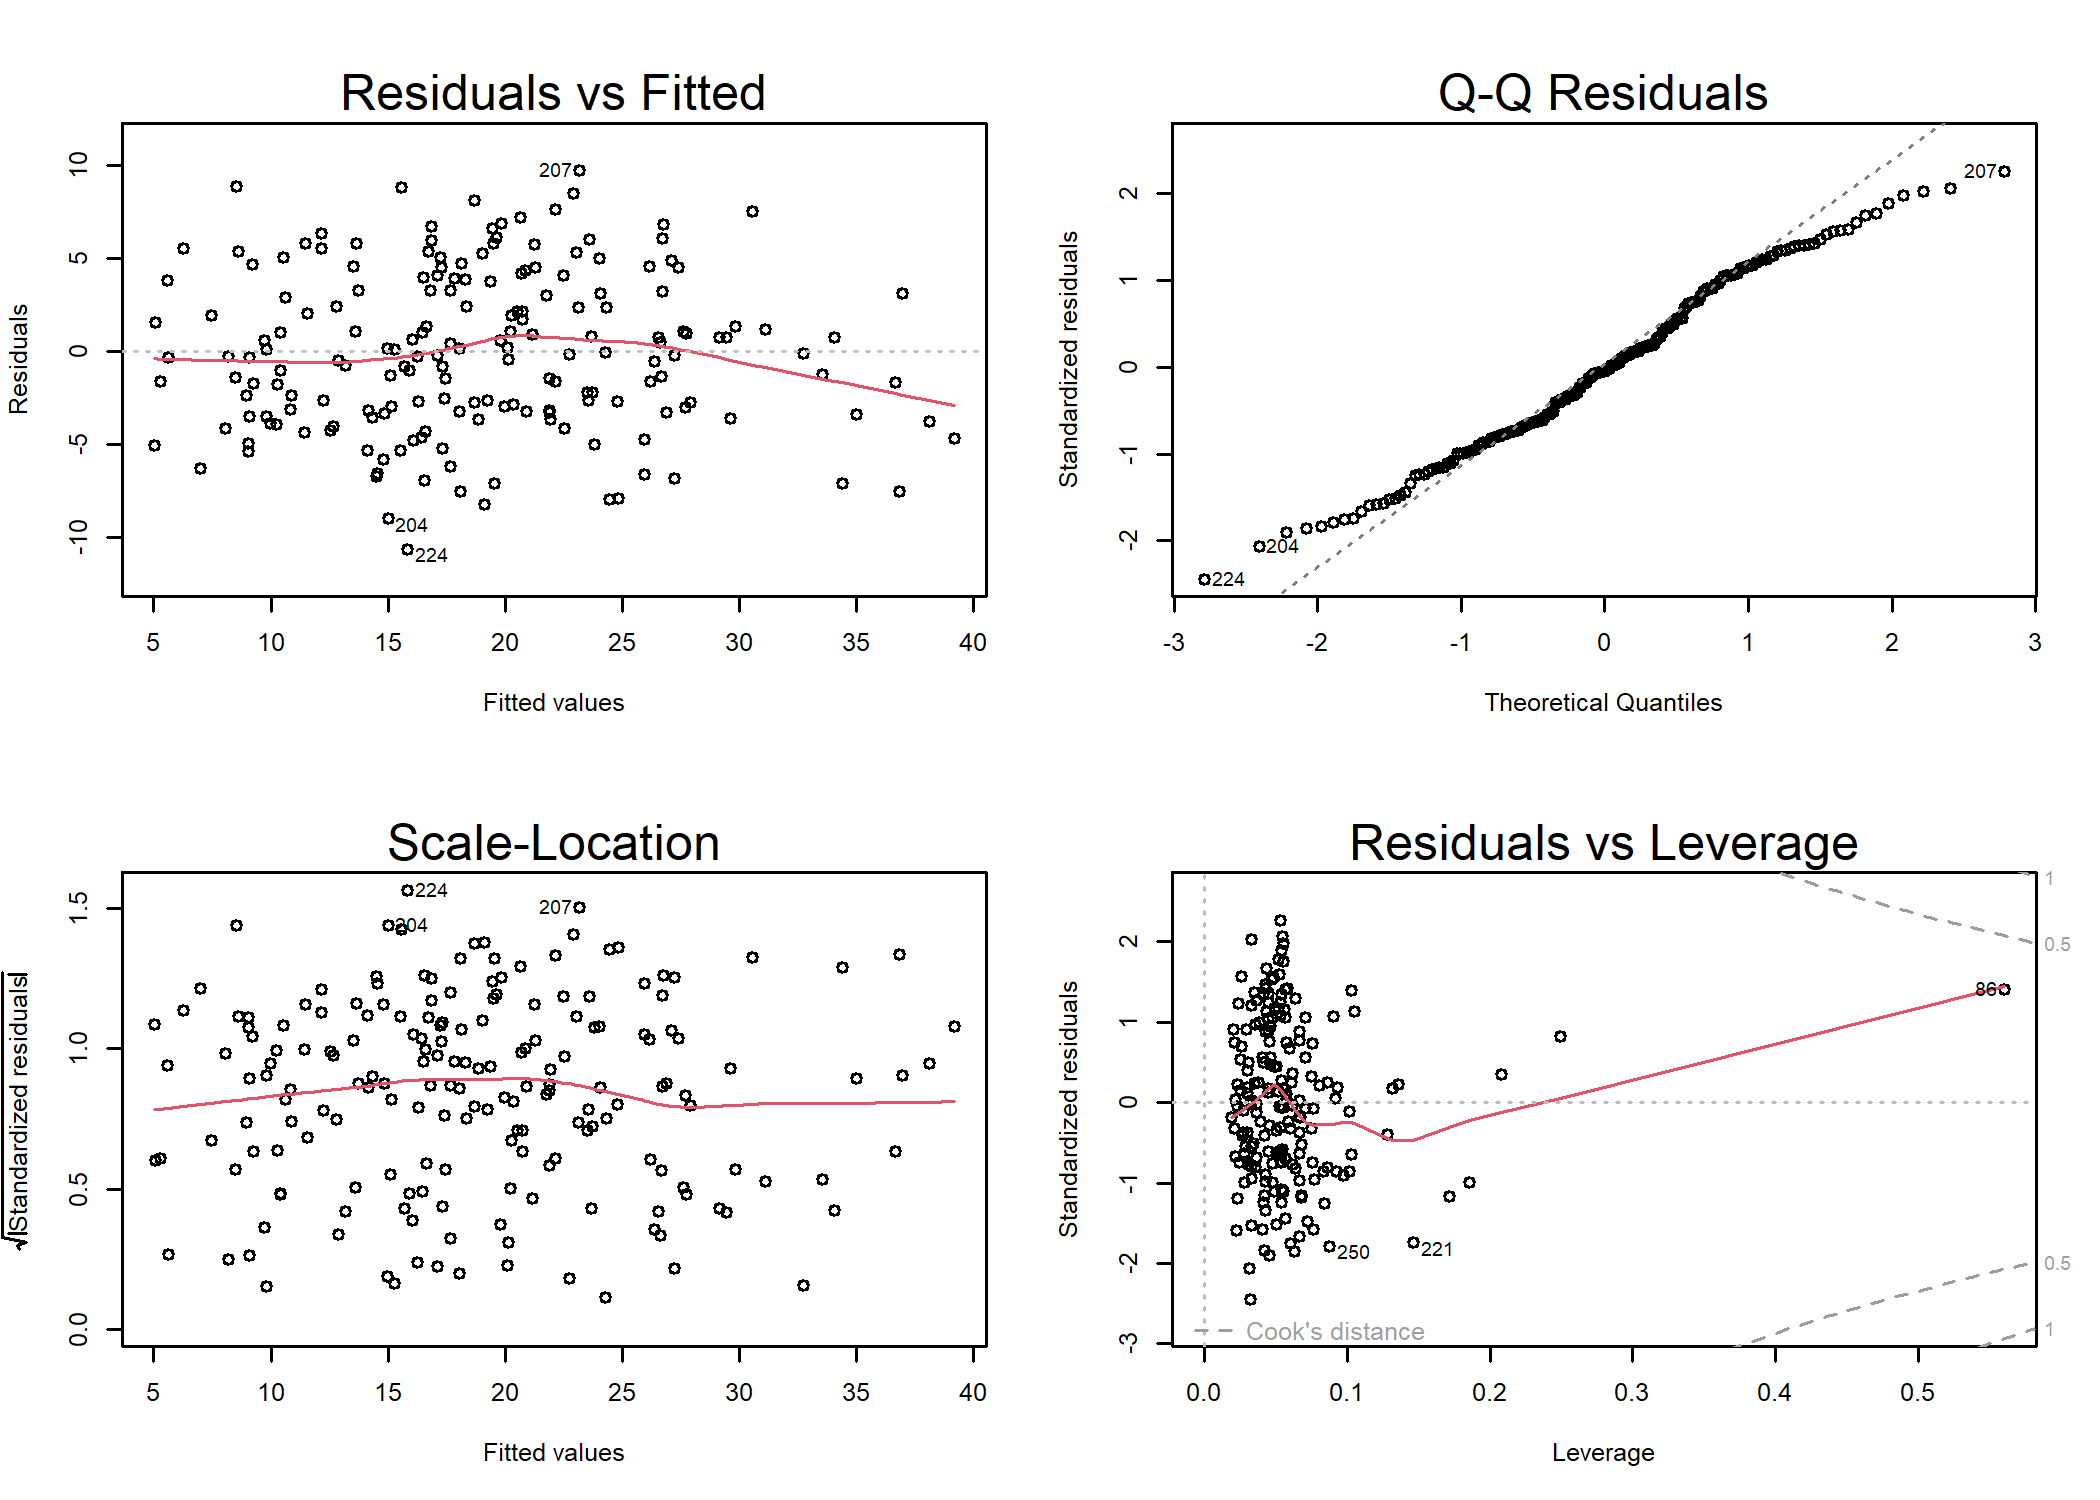 Residuals vs Fitted
Residuals
10
5
0
-5
-10
207
204
224
5 10 15 20 25 30 35 40
Fitted values
Q-Q Residuals
Standardized residuals
2
1
0
-1
-2
207
204
224
-3 -2 -1 0 1 2 3
Theoretical Quantiles
Scale-Location
√|Standardized residuals|
1.5
1.0
0.5
0.0
224
207
204
5 10 15 20 25 30 35 40
Fitted values
Residuals vs Leverage
Standardized residuals
2
1
0
-1
-2
-3
1
0.5
0.5
1
86
250
221
Cook's distance
0.0 0.1 0.2 0.3 0.4 0.5
Leverage